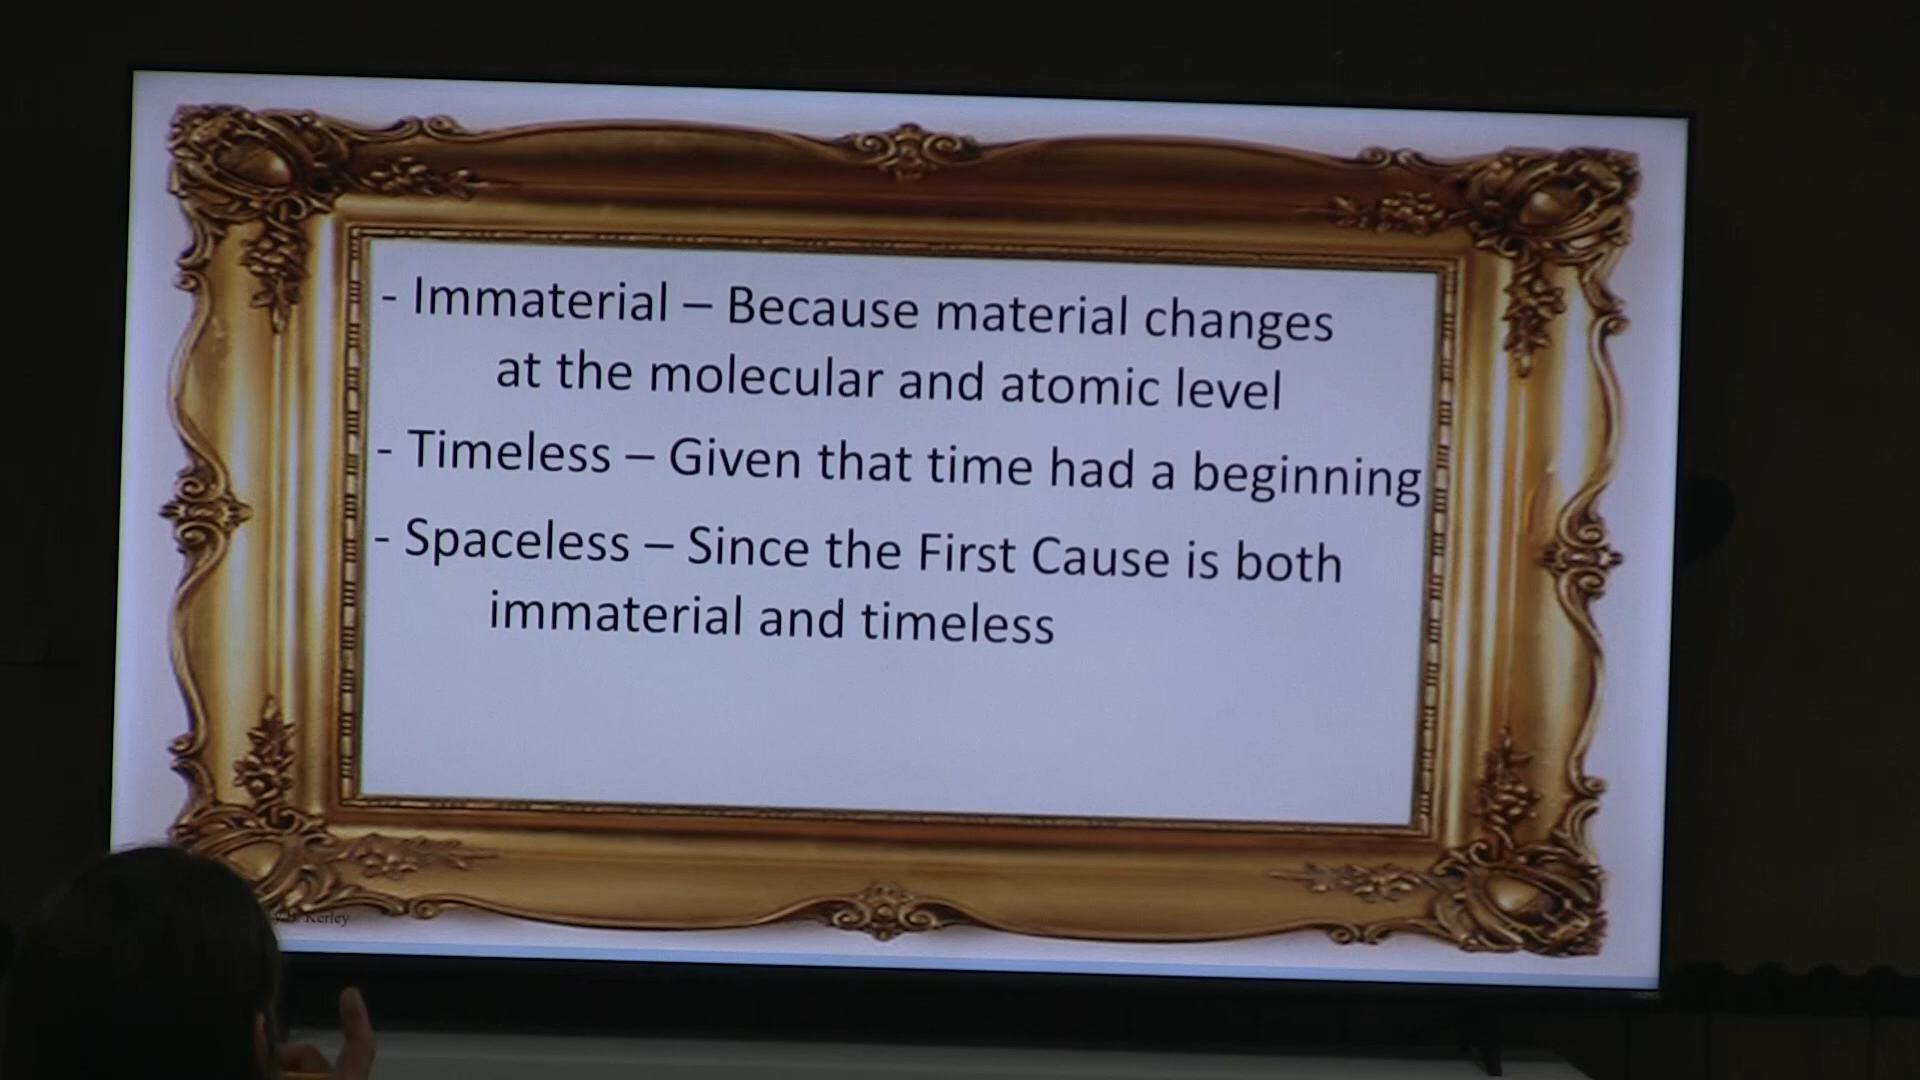 - Immaterial – Because material changes
at the molecular and atomic level
- Timeless – Given that time had a beginning
- Spaceless – Since the First Cause is both
immaterial and timeless
Kerley